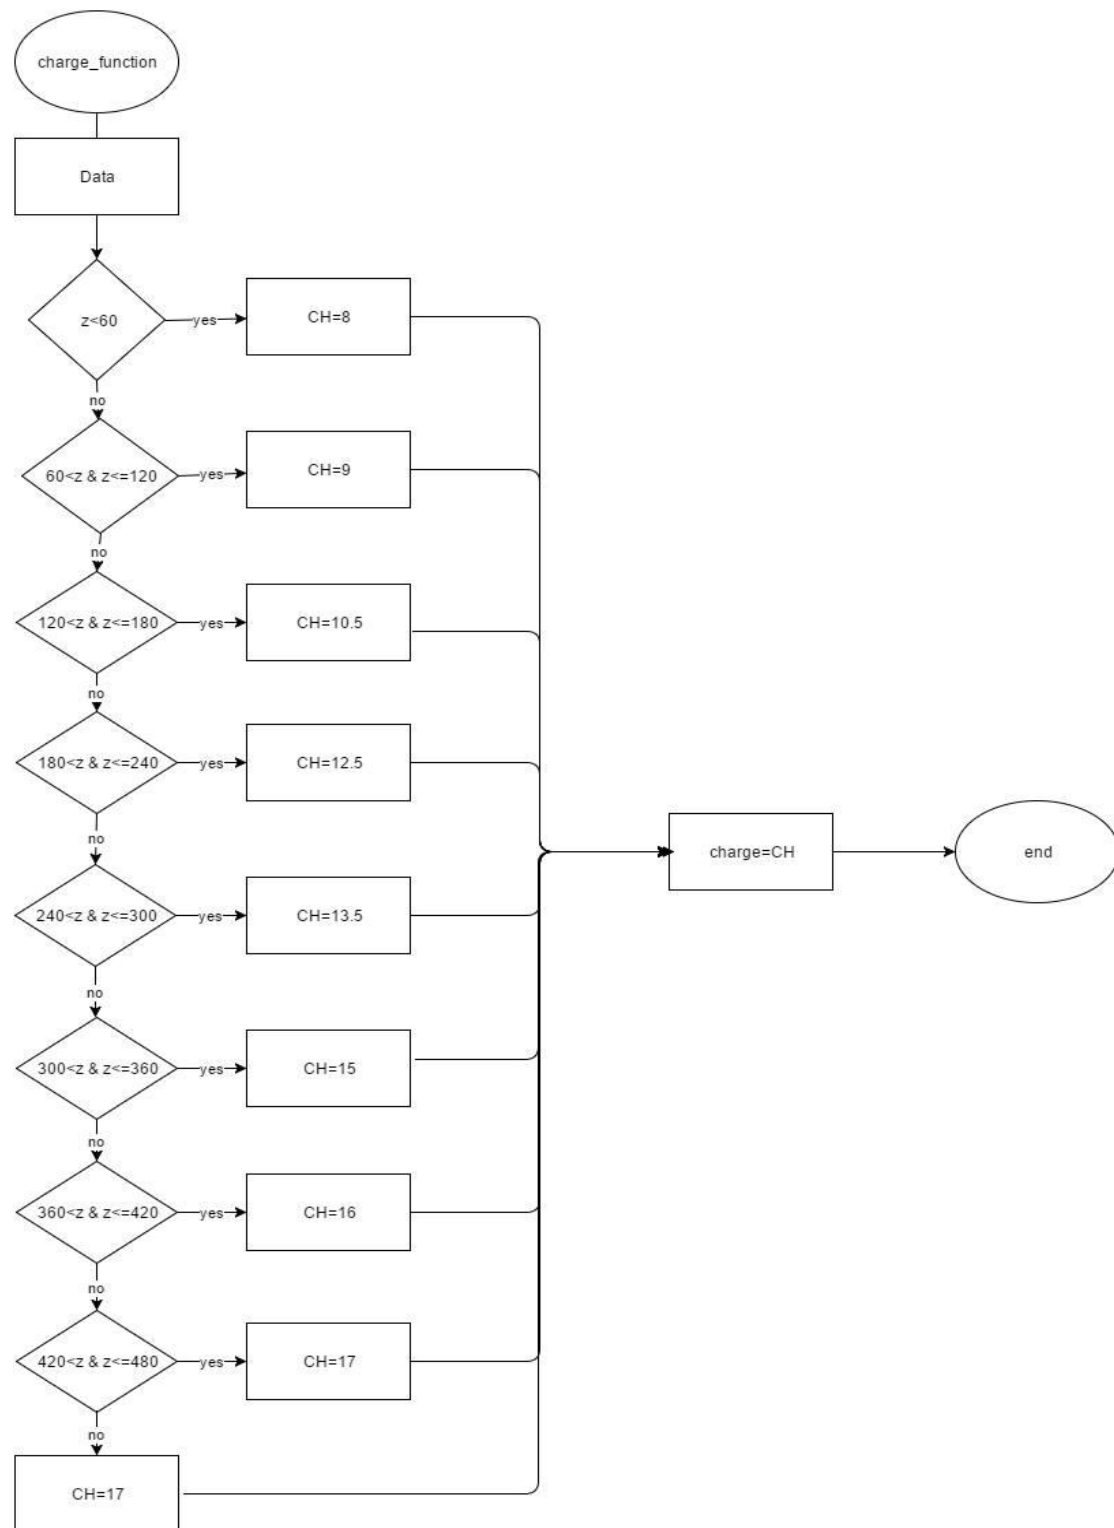 charge_function
Data
z<60
yes
CH=8
no
60<z & z<=120
yes
CH=9
no
120<z & z<=180
yes
CH=10.5
no
180<z & z<=240
yes
CH=12.5
no
charge=CH
end
240<z & z<=300
yes
CH=13.5
no
300<z & z<=360
yes
CH=15
no
360<z & z<=420
yes
CH=16
no
420<z & z<=480
yes
CH=17
no
CH=17